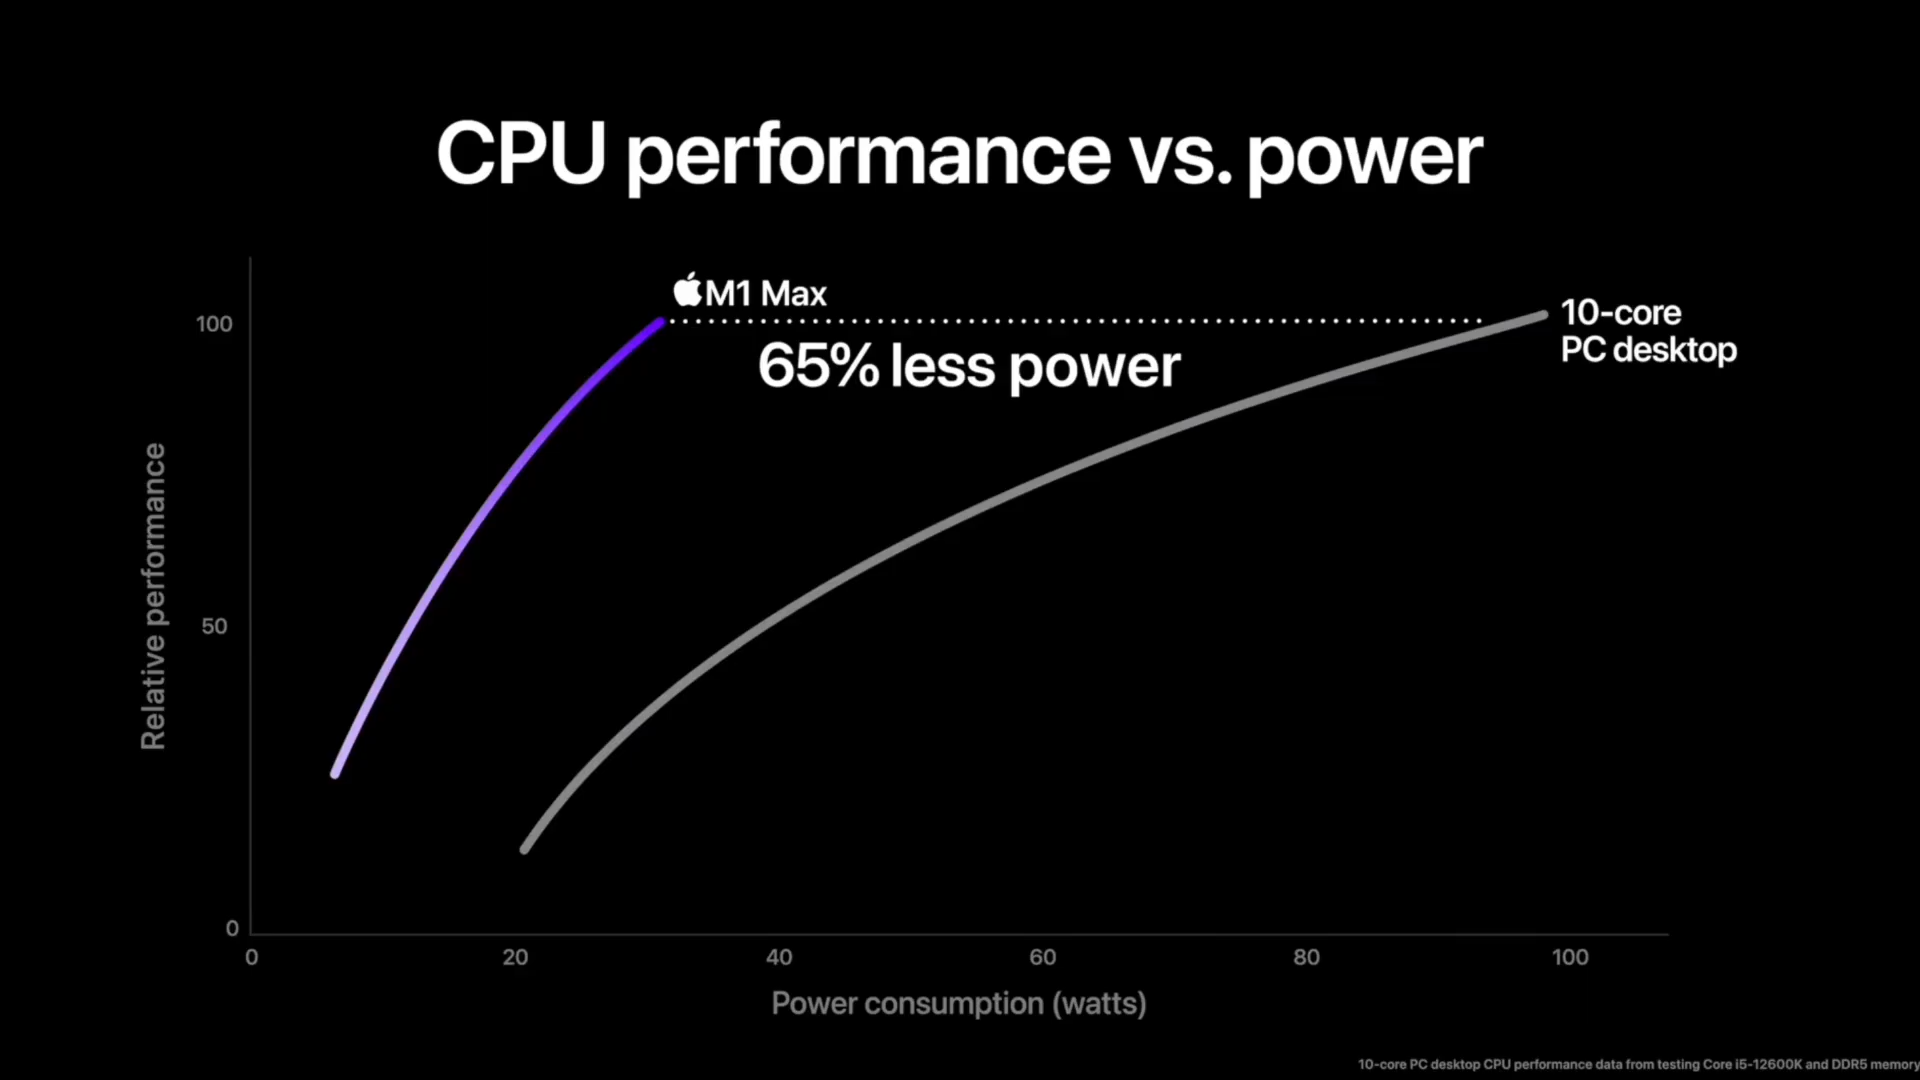 CPU performance vs. power
M1 Max
10-core
PC desktop
65% less power
Relative performance
100
50
0
0 20 40 60 80 100
Power consumption (watts)
10-core PC desktop CPU performance data from testing Core i5-12600K and DDR5 memory